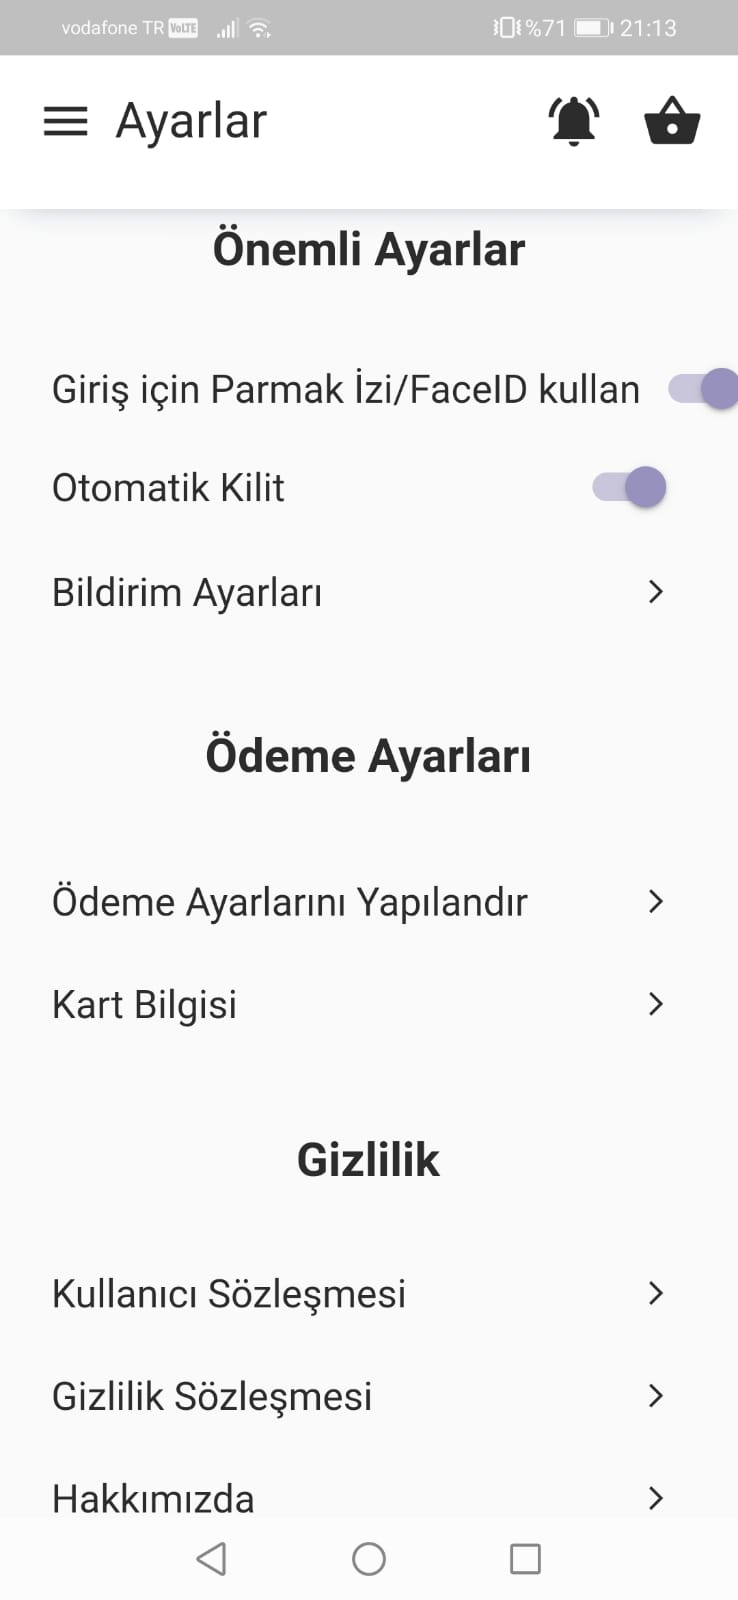 vodafone TR VoLTE %71 21:13
Ayarlar
Önemli Ayarlar
Giriş için Parmak İzi/FaceID kullan
Otomatik Kilit
Bildirim Ayarları
Ödeme Ayarları
Ödeme Ayarlarını Yapılandır
Kart Bilgisi
Gizlilik
Kullanıcı Sözleşmesi
Gizlilik Sözleşmesi
Hakkımızda